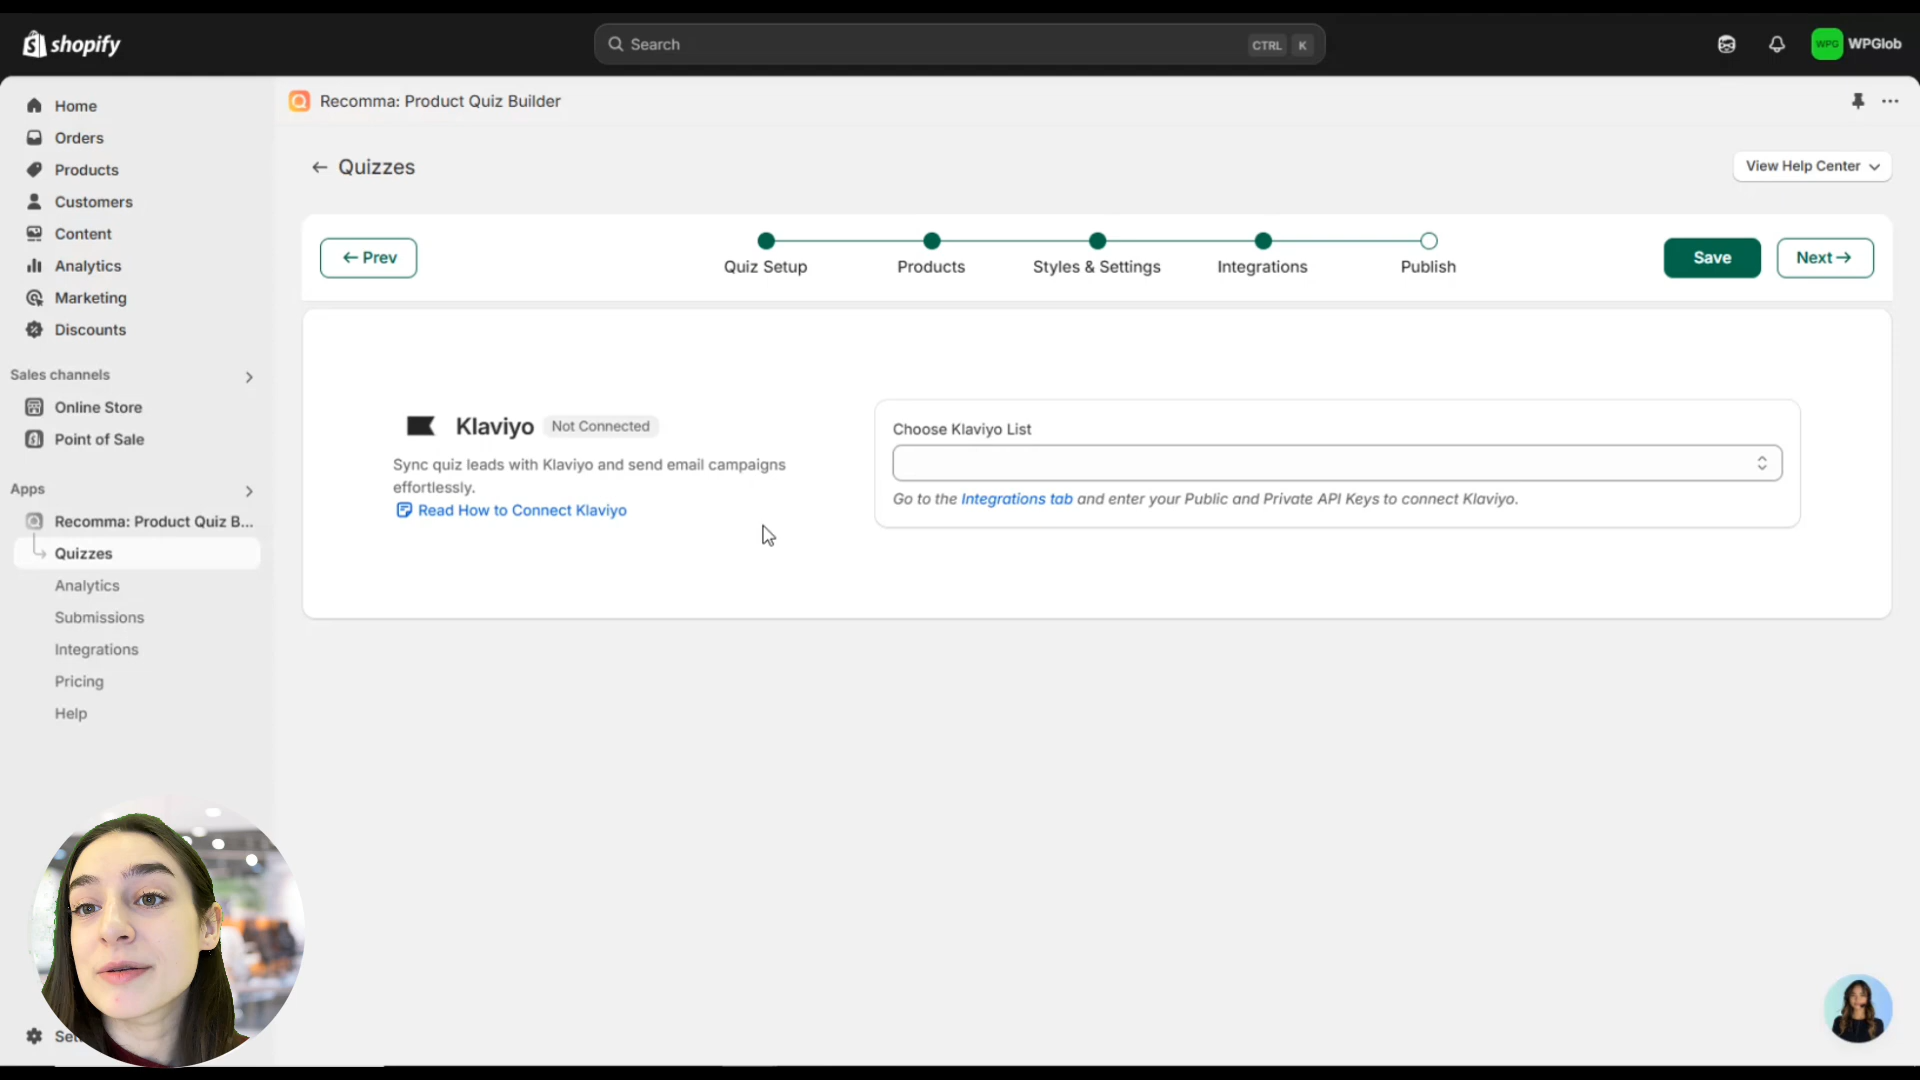 shopify
Search
CTRL K
WPG
WPGlob
Home
Orders
Products
Customers
Content
Analytics
Marketing
Discounts
Sales channels
Online Store
Point of Sale
Apps
Recomma: Product Quiz B...
Quizzes
Analytics
Submissions
Integrations
Pricing
Help
Recomma: Product Quiz Builder
← Quizzes
View Help Center
← Prev
Quiz Setup
Products
Styles & Settings
Integrations
Publish
Save
Next →
Klaviyo
Not Connected
Sync quiz leads with Klaviyo and send email campaigns
effortlessly.
Read How to Connect Klaviyo
Choose Klaviyo List
Go to the Integrations tab and enter your Public and Private API Keys to connect Klaviyo.